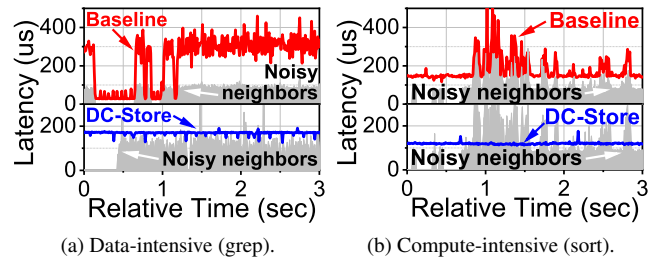 Latency (us)
400
200
0
200
0
Baseline
Noisy
neighbors
DC-Store
Noisy neighbors
0 1 2 3
Relative Time (sec)
(a) Data-intensive (grep).
Latency (us)
400
200
0
200
0
Baseline
Noisy neighbors
DC-Store
Noisy neighbors
0 1 2 3
Relative Time (sec)
(b) Compute-intensive (sort).